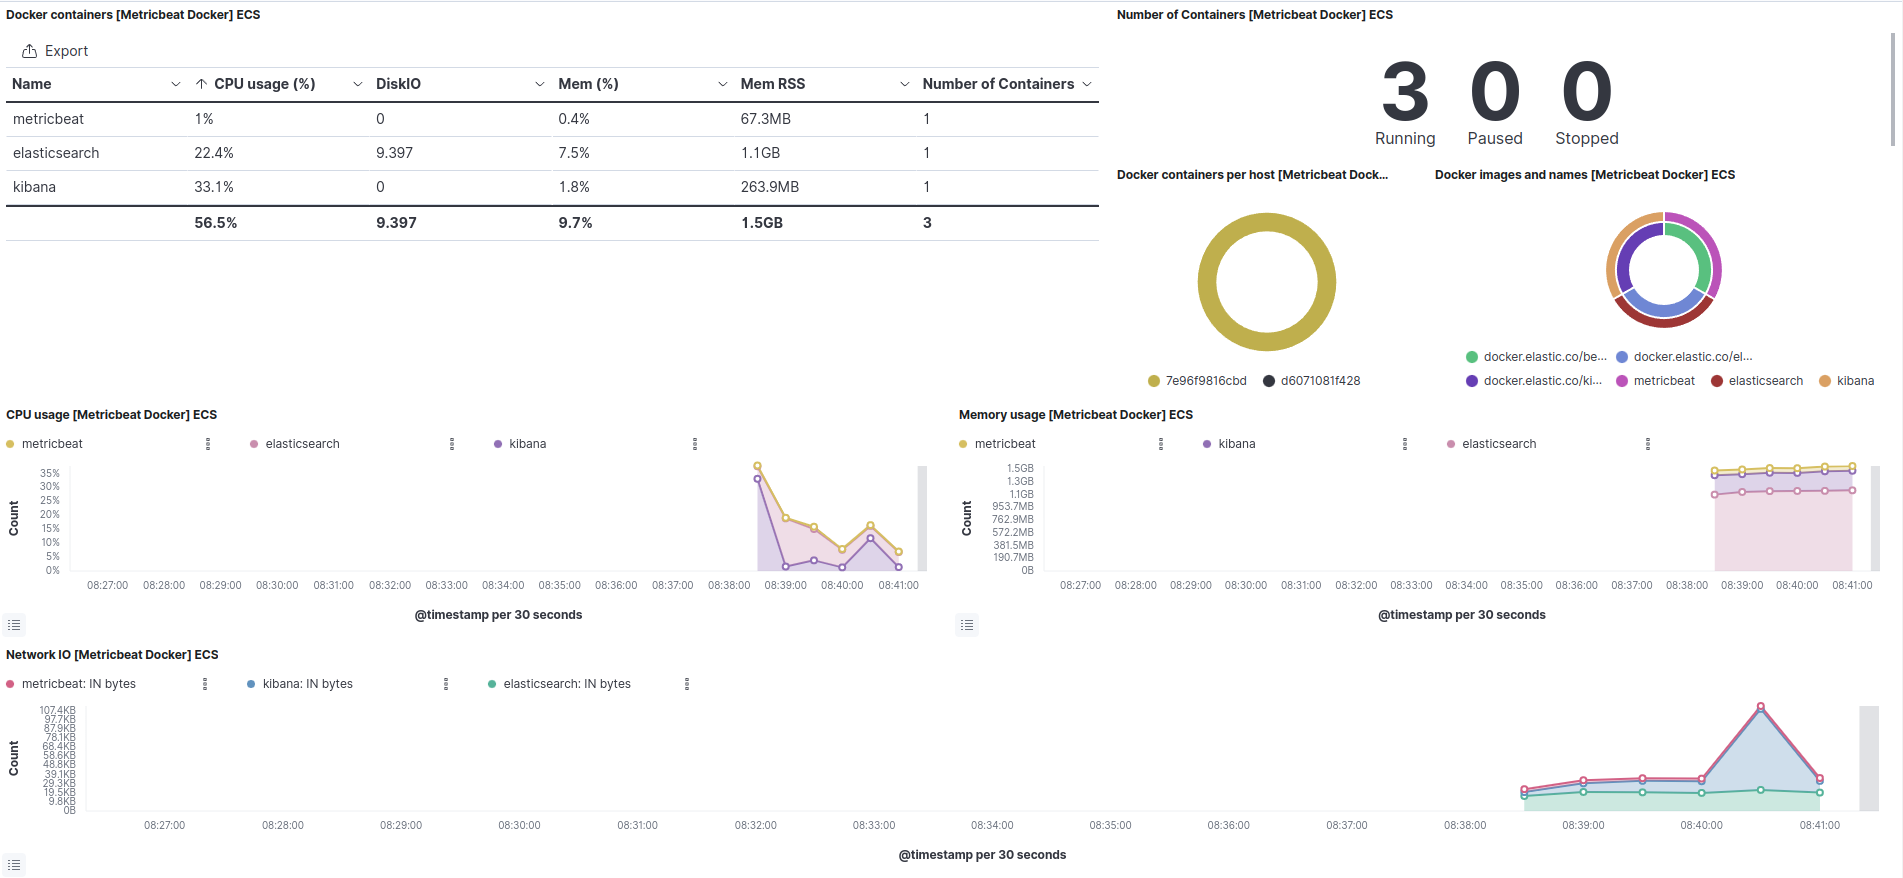 Docker containers [Metricbeat Docker] ECS
Export
Name CPU usage (%) DiskIO Mem (%) Mem RSS Number of Containers
metricbeat 1% 0 0.4% 67.3MB 1
elasticsearch 22.4% 9.397 7.5% 1.1GB 1
kibana 33.1% 0 1.8% 263.9MB 1
56.5% 9.397 9.7% 1.5GB 3
Number of Containers [Metricbeat Docker] ECS
3 0 0
Running Paused Stopped
Docker containers per host [Metricbeat Dock...
7e96f9816cbd d6071081f428
Docker images and names [Metricbeat Docker] ECS
docker.elastic.co/be... docker.elastic.co/el...
docker.elastic.co/ki... metricbeat elasticsearch kibana
CPU usage [Metricbeat Docker] ECS
metricbeat elasticsearch kibana
35%
30%
25%
20%
15%
10%
5%
0%
Count
08:27:00 08:28:00 08:29:00 08:30:00 08:31:00 08:32:00 08:33:00 08:34:00 08:35:00 08:36:00 08:37:00 08:38:00 08:39:00 08:40:00 08:41:00
@timestamp per 30 seconds
Memory usage [Metricbeat Docker] ECS
metricbeat kibana elasticsearch
1.5GB
1.3GB
1.1GB
953.7MB
762.9MB
572.2MB
381.5MB
190.7MB
0B
Count
08:27:00 08:28:00 08:29:00 08:30:00 08:31:00 08:32:00 08:33:00 08:34:00 08:35:00 08:36:00 08:37:00 08:38:00 08:39:00 08:40:00 08:41:00
@timestamp per 30 seconds
Network IO [Metricbeat Docker] ECS
metricbeat: IN bytes kibana: IN bytes elasticsearch: IN bytes
107.4KB
97.7KB
87.9KB
78.1KB
68.4KB
58.6KB
48.8KB
39.1KB
29.3KB
19.5KB
9.8KB
0B
Count
08:27:00 08:28:00 08:29:00 08:30:00 08:31:00 08:32:00 08:33:00 08:34:00 08:35:00 08:36:00 08:37:00 08:38:00 08:39:00 08:40:00 08:41:00
@timestamp per 30 seconds